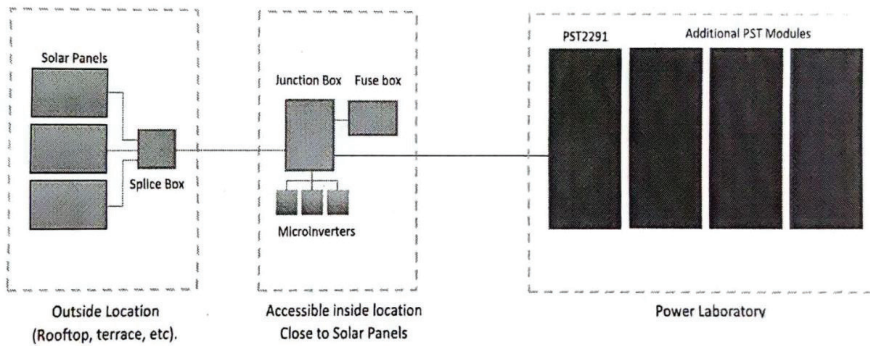 Solar Panels
Splice Box
Outside Location
(Rooftop, terrace, etc).
Junction Box
Fuse box
Microinverters
Accessible inside location
Close to Solar Panels
PST2291
Additional PST Modules
Power Laboratory